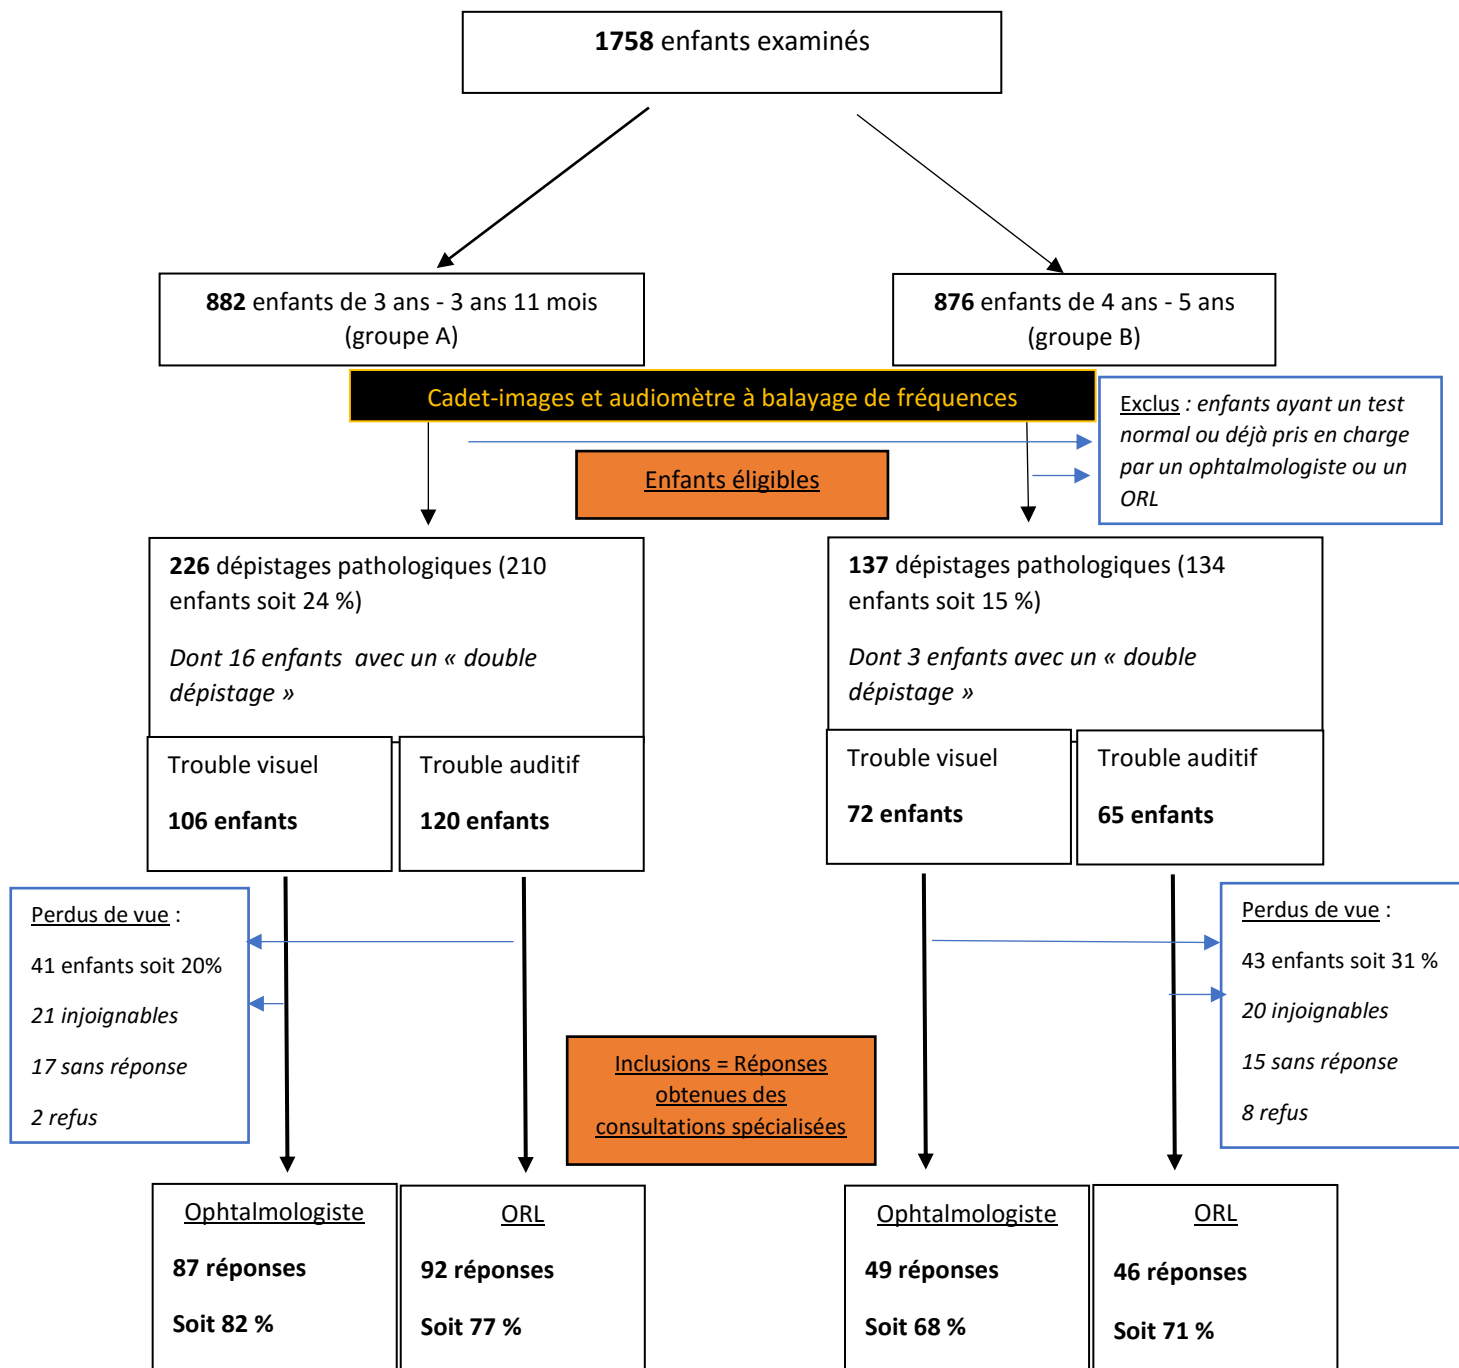 1758 enfants examinés
882 enfants de 3 ans - 3 ans 11 mois
(groupe A)
876 enfants de 4 ans - 5 ans
(groupe B)
Cadet-images et audiomètre à balayage de fréquences
Exclus : enfants ayant un test
normal ou déjà pris en charge
par un ophtalmologiste ou un
ORL
Enfants éligibles
226 dépistages pathologiques (210
enfants soit 24 %)
Dont 16 enfants avec un « double
dépistage »
137 dépistages pathologiques (134
enfants soit 15 %)
Dont 3 enfants avec un « double
dépistage »
Trouble visuel
106 enfants
Trouble auditif
120 enfants
Trouble visuel
72 enfants
Trouble auditif
65 enfants
Perdus de vue :
41 enfants soit 20%
21 injoignables
17 sans réponse
2 refus
Perdus de vue :
43 enfants soit 31 %
20 injoignables
15 sans réponse
8 refus
Inclusions = Réponses
obtenues des
consultations spécialisées
Ophtalmologiste
87 réponses
Soit 82 %
ORL
92 réponses
Soit 77 %
Ophtalmologiste
49 réponses
Soit 68 %
ORL
46 réponses
Soit 71 %